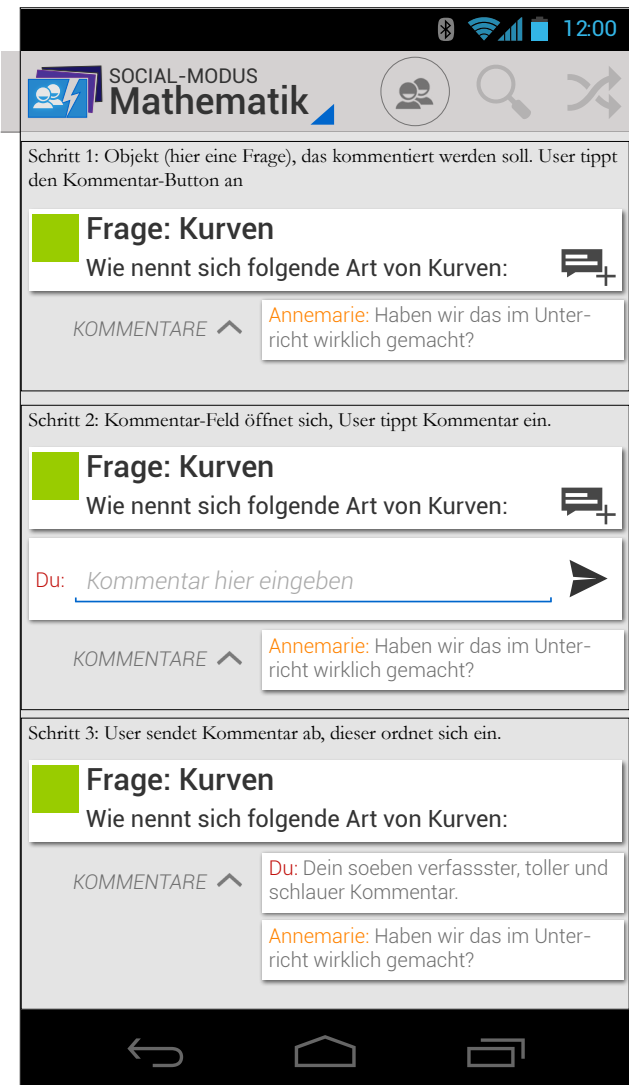 12:00
SOCIAL-MODUS
Mathematik
Schritt 1: Objekt (hier eine Frage), das kommentiert werden soll. User tippt
den Kommentar-Button an
Frage: Kurven
Wie nennt sich folgende Art von Kurven:
KOMMENTARE
Annemarie: Haben wir das im Unter-
richt wirklich gemacht?
Schritt 2: Kommentar-Feld öffnet sich, User tippt Kommentar ein.
Frage: Kurven
Wie nennt sich folgende Art von Kurven:
Du: Kommentar hier eingeben
KOMMENTARE
Annemarie: Haben wir das im Unter-
richt wirklich gemacht?
Schritt 3: User sendet Kommentar ab, dieser ordnet sich ein.
Frage: Kurven
Wie nennt sich folgende Art von Kurven:
KOMMENTARE
Du: Dein soeben verfassster, toller und
schlauer Kommentar.
Annemarie: Haben wir das im Unter-
richt wirklich gemacht?